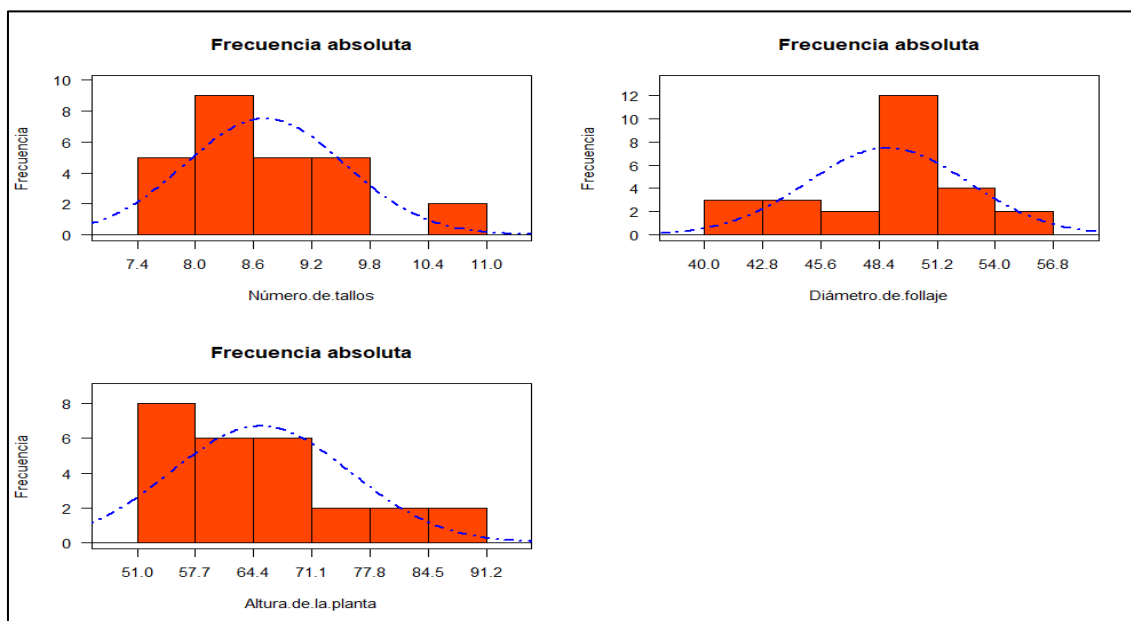 Frecuencia absoluta
Frecuencia
10
8
6
4
2
0
7.4 8.0 8.6 9.2 9.8 10.4 11.0
Número.de.tallos
Frecuencia absoluta
Frecuencia
12
10
8
6
4
2
0
40.0 42.8 45.6 48.4 51.2 54.0 56.8
Diámetro.de.follaje
Frecuencia absoluta
Frecuencia
8
6
4
2
0
51.0 57.7 64.4 71.1 77.8 84.5 91.2
Altura.de.la.planta